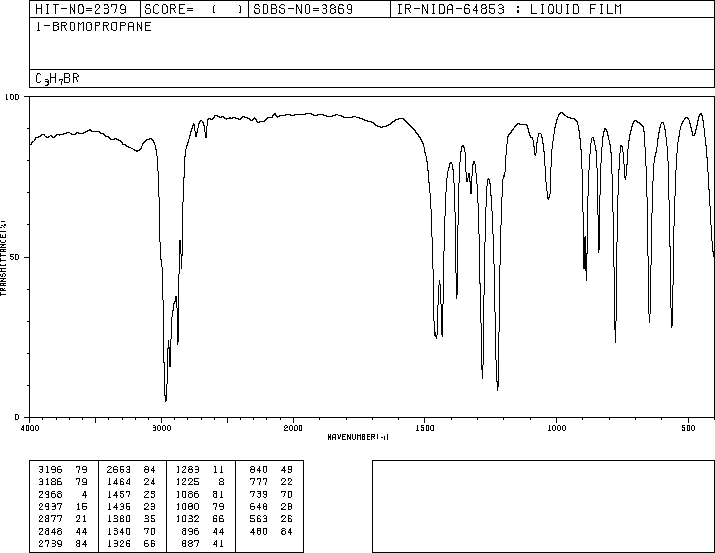 HIT-NO=2379 SCORE= ( ) SDBS-NO=3869 IR-NIDA-64853 : LIQUID FILM
1-BROMOPROPANE
C3H7BR
100
50
0
TRANSMITTANCE(%)
4000 3000 2000 1500 1000 500
WAVENUMBER(-1)
3196 79 2663 84 1283 11 840 49
3186 79 1464 24 1225 8 777 22
2968 4 1457 25 1086 81 739 70
2937 15 1436 23 1080 79 648 28
2877 21 1380 35 1032 66 563 26
2848 44 1340 70 896 44 480 84
2739 84 1326 66 887 41